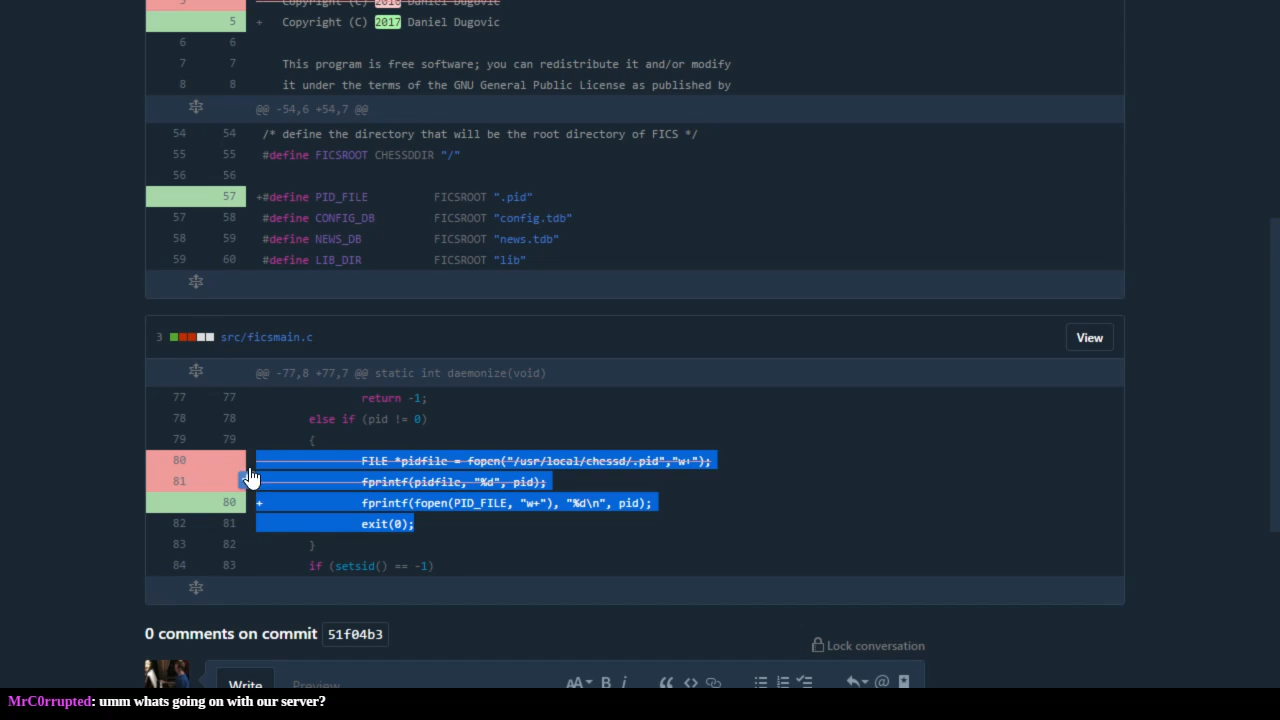 3 Copyright (C) 2016 Daniel Dugovic
5 + Copyright (C) 2017 Daniel Dugovic
6 6
7 7 This program is free software; you can redistribute it and/or modify
8 8 it under the terms of the GNU General Public License as published by
@@ -54,6 +54,7 @@
54 54 /* define the directory that will be the root directory of FICS */
55 55 #define FICSROOT CHESSDDIR "/"
56 56
57 +#define PID_FILE FICSROOT ".pid"
57 58 #define CONFIG_DB FICSROOT "config.tdb"
58 59 #define NEWS_DB FICSROOT "news.tdb"
59 60 #define LIB_DIR FICSROOT "lib"
3 src/ficsmain.c View
@@ -77,8 +77,7 @@ static int daemonize(void)
77 77 return -1;
78 78 else if (pid != 0)
79 79 {
80 FILE *pidfile = fopen("/usr/local/chessd/.pid","w+");
81 fprintf(pidfile, "%d", pid);
80 + fprintf(fopen(PID_FILE, "w+"), "%d\n", pid);
82 81 exit(0);
83 82 }
84 83 if (setsid() == -1)
0 comments on commit 51f04b3
Lock conversation
Write Preview AA B i
MrC0rrupted: umm whats going on with our server?